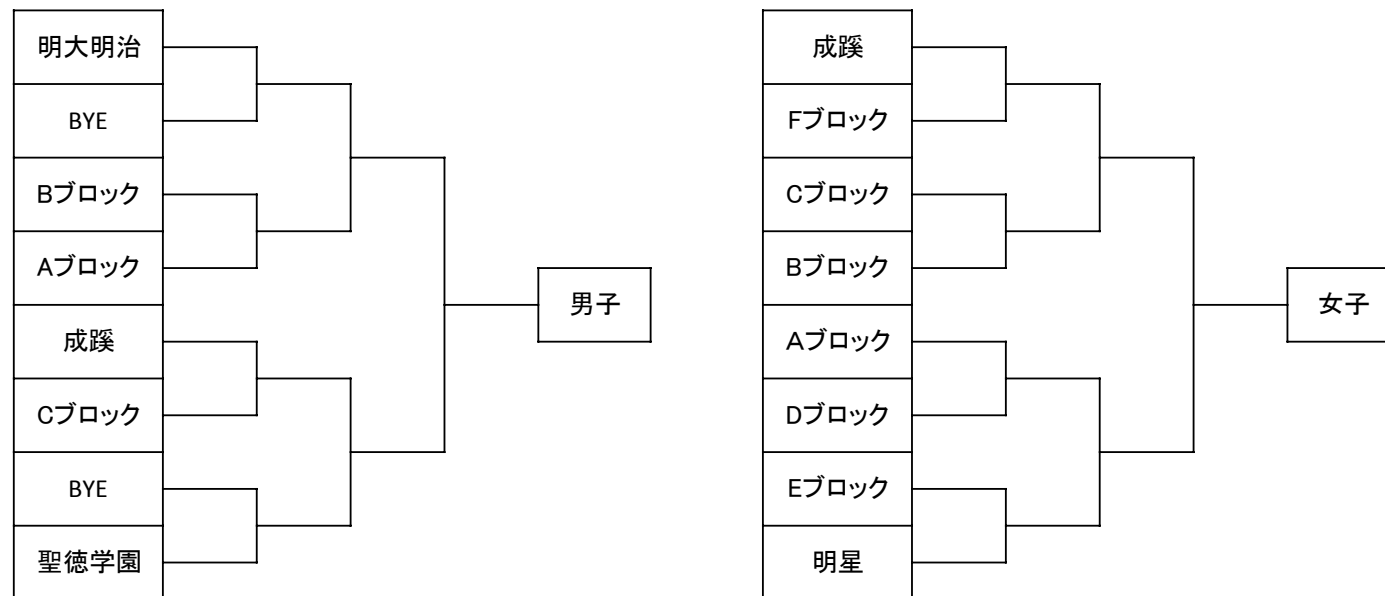 明大明治
BYE
Bブロック
Aブロック
成蹊
Cブロック
BYE
聖徳学園
男子
成蹊
Fブロック
Cブロック
Bブロック
Aブロック
Dブロック
Eブロック
明星
女子